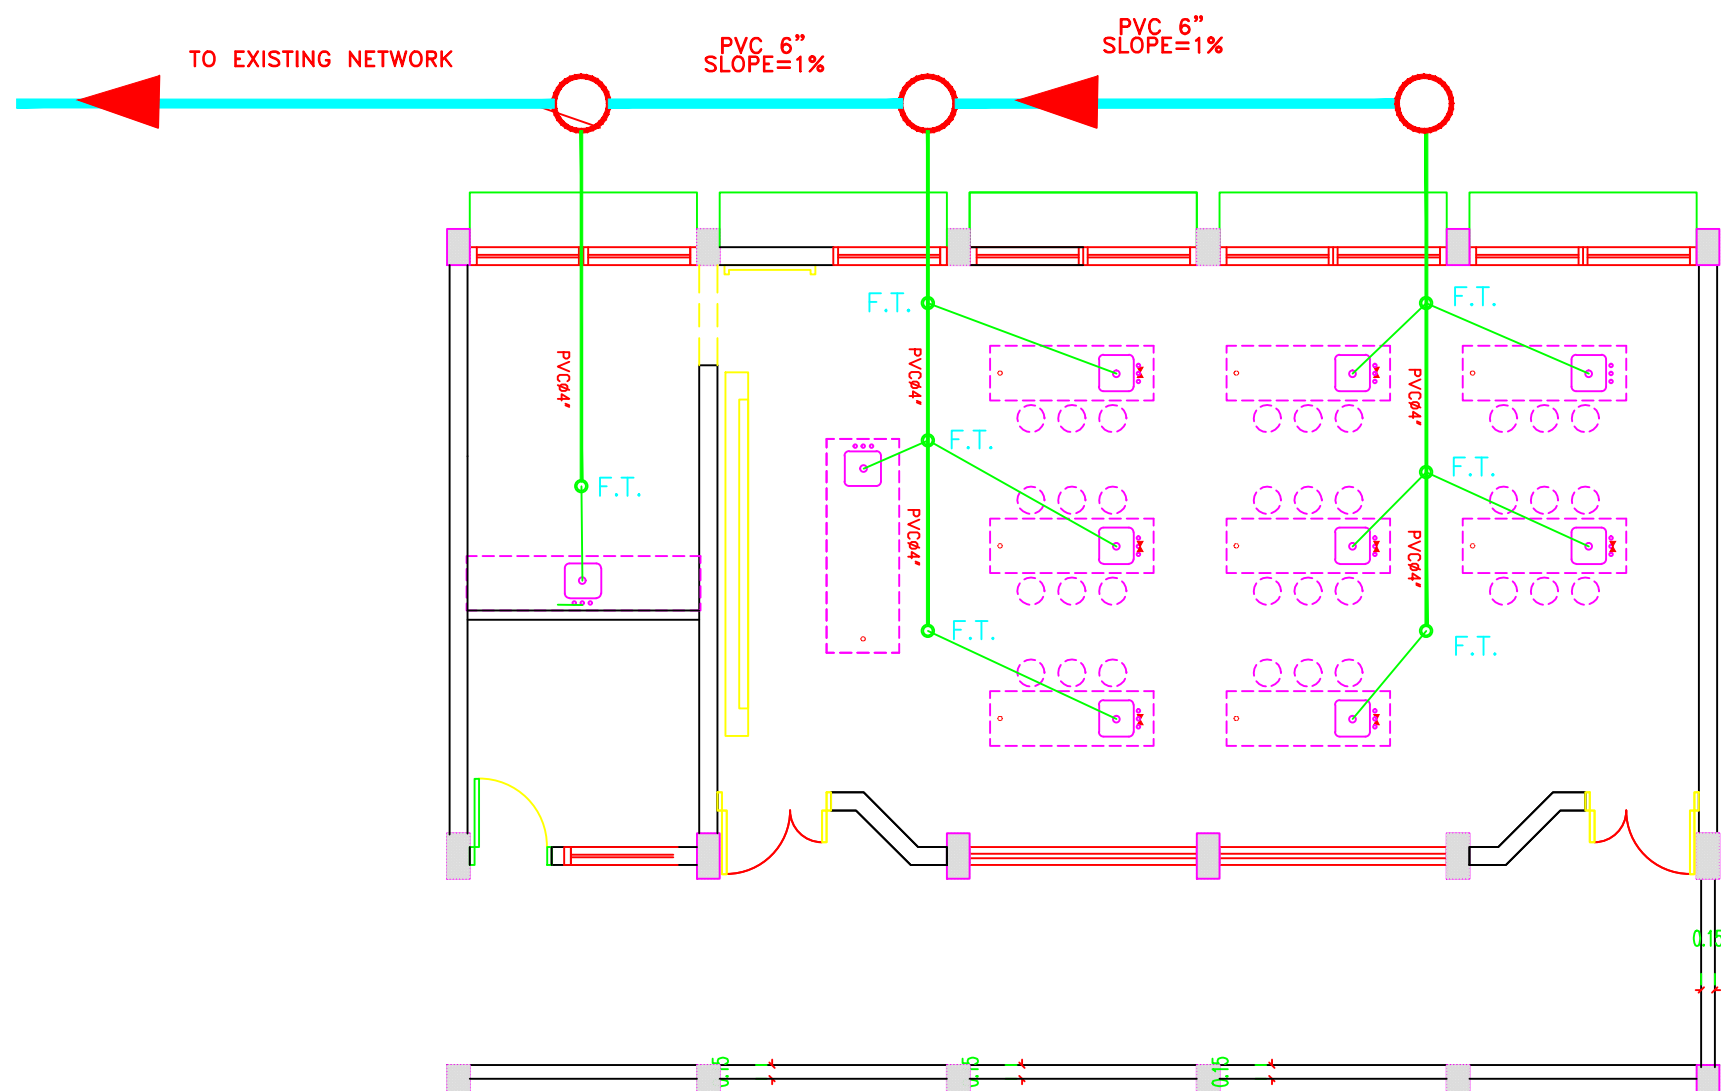 PVC 6”
SLOPE=1%
PVC 6”
SLOPE=1%
TO EXISTING NETWORK
F.T.
F.T.
PVCø4”
PVCø4”
PVCø4”
F.T.
F.T.
F.T.
PVCø4”
PVCø4”
F.T.
F.T.
0.15
0.15
0.15
0.15